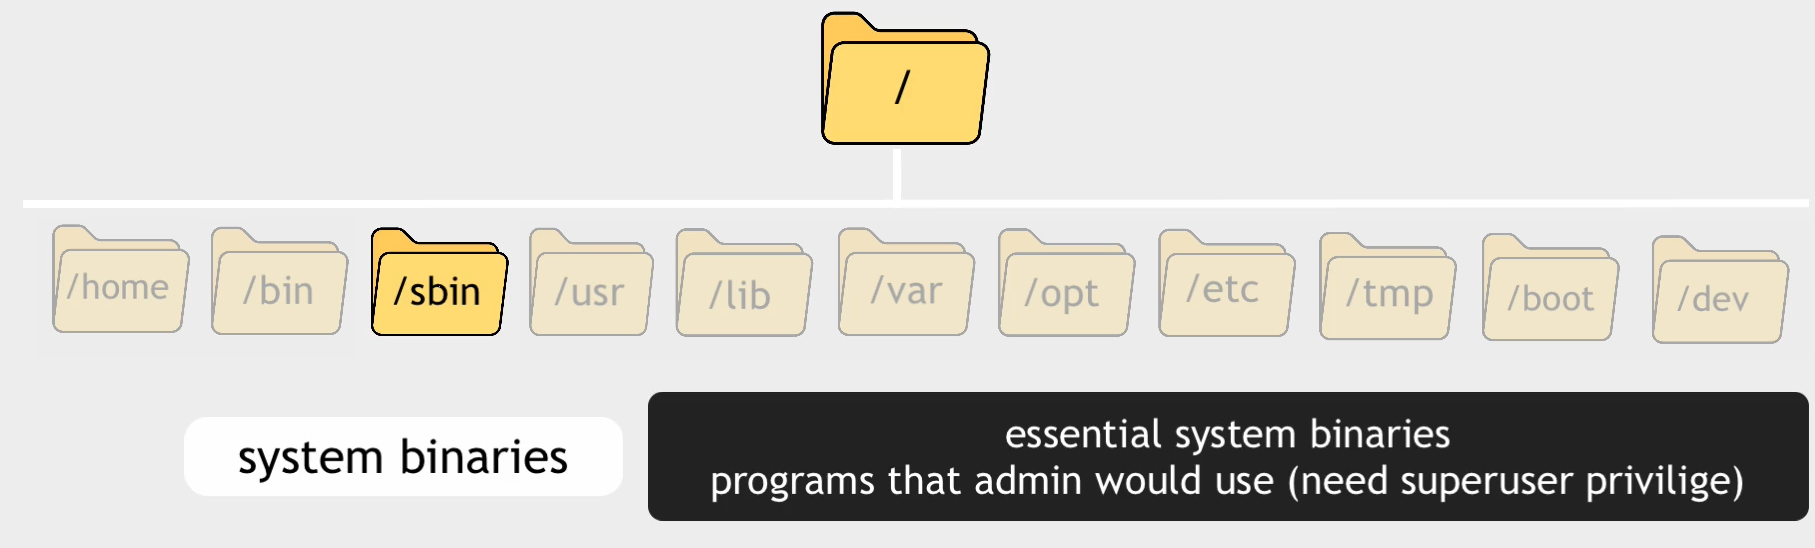 /
/home
/bin
/sbin
/usr
/lib
/var
/opt
/etc
/tmp
/boot
/dev
system binaries
essential system binaries
programs that admin would use (need superuser privilige)